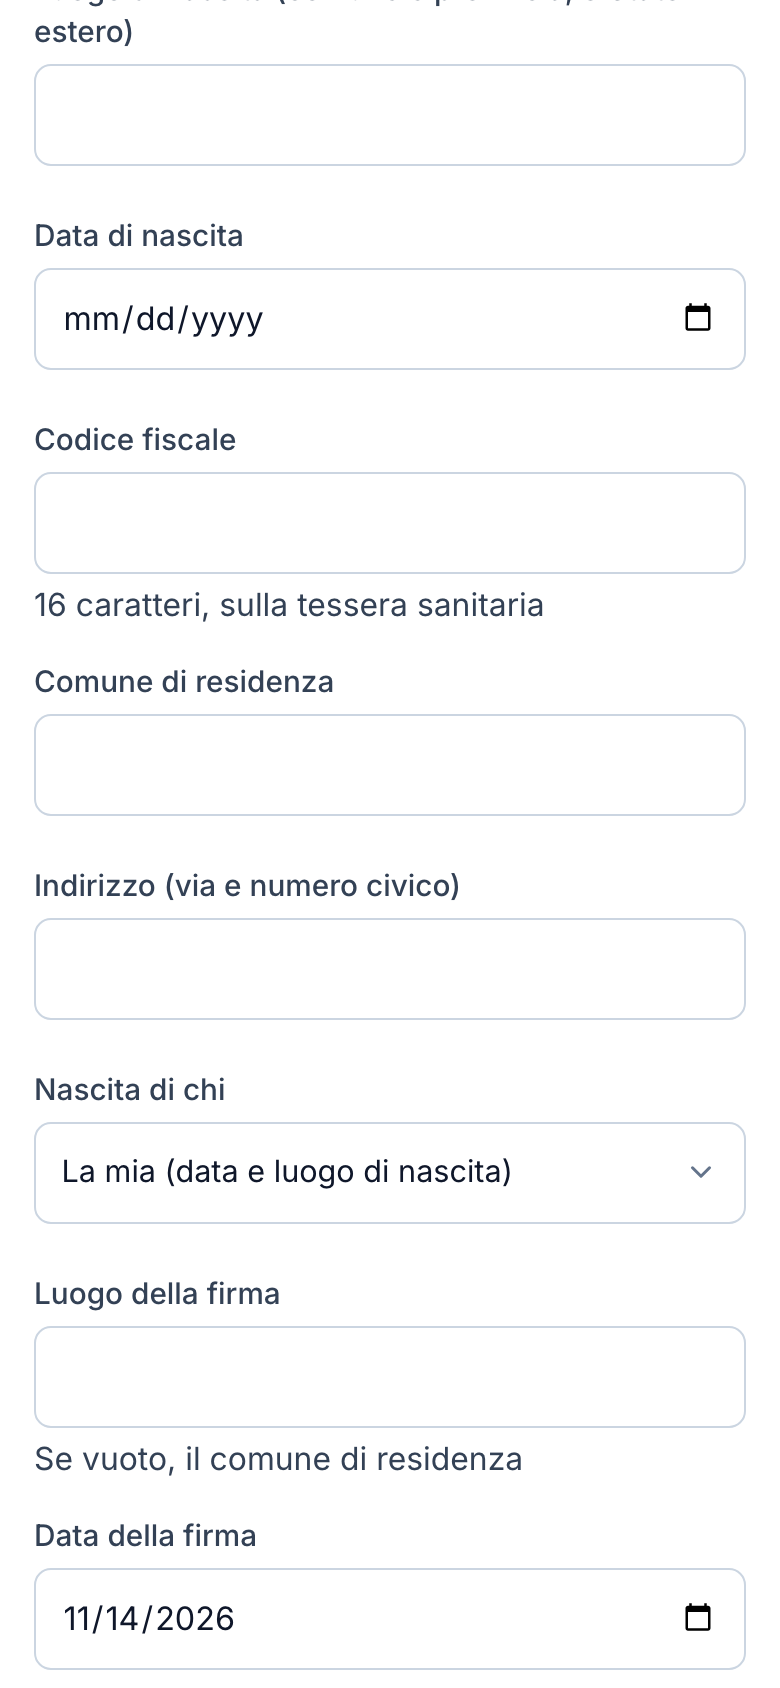 estero)
Data di nascita
mm/dd/yyyy
Codice fiscale
16 caratteri, sulla tessera sanitaria
Comune di residenza
Indirizzo (via e numero civico)
Nascita di chi
La mia (data e luogo di nascita)
Luogo della firma
Se vuoto, il comune di residenza
Data della firma
11/14/2026